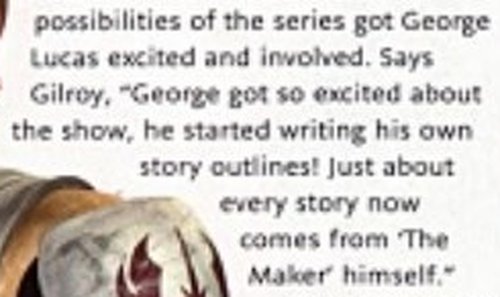 possibilities of the series got George
Lucas excited and involved. Says
Gilroy, “George got so excited about
the show, he started writing his own
story outlines! Just about
every story now
comes from ‘The
Maker’ himself.”